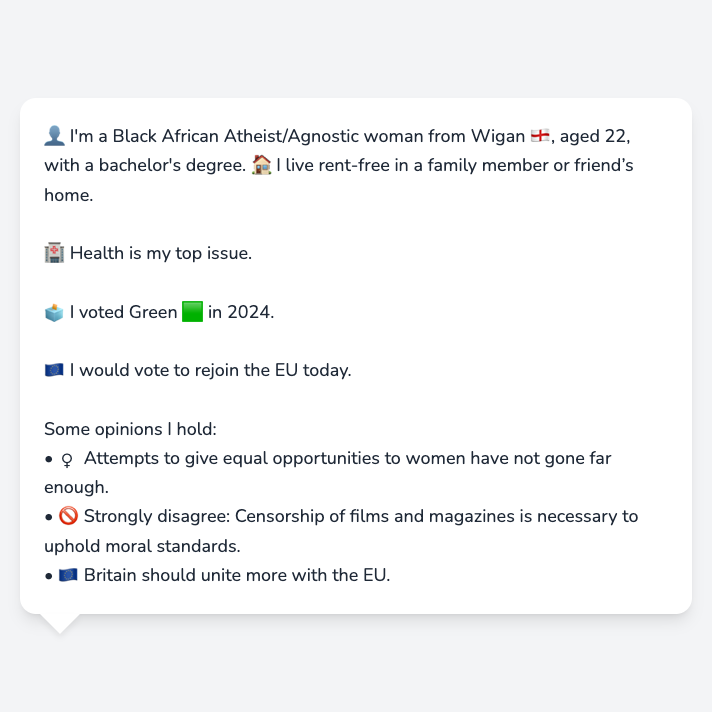 👤 I'm a Black African Atheist/Agnostic woman from Wigan 🏴󠁧󠁢󠁥󠁮󠁧󠁿, aged 22,
with a bachelor's degree. 🏠 I live rent-free in a family member or friend’s
home.
🏥 Health is my top issue.
🗳️ I voted Green 🟩 in 2024.
🇪🇺 I would vote to rejoin the EU today.
Some opinions I hold:
• ♀ Attempts to give equal opportunities to women have not gone far
enough.
• 🚫 Strongly disagree: Censorship of films and magazines is necessary to
uphold moral standards.
• 🇪🇺 Britain should unite more with the EU.